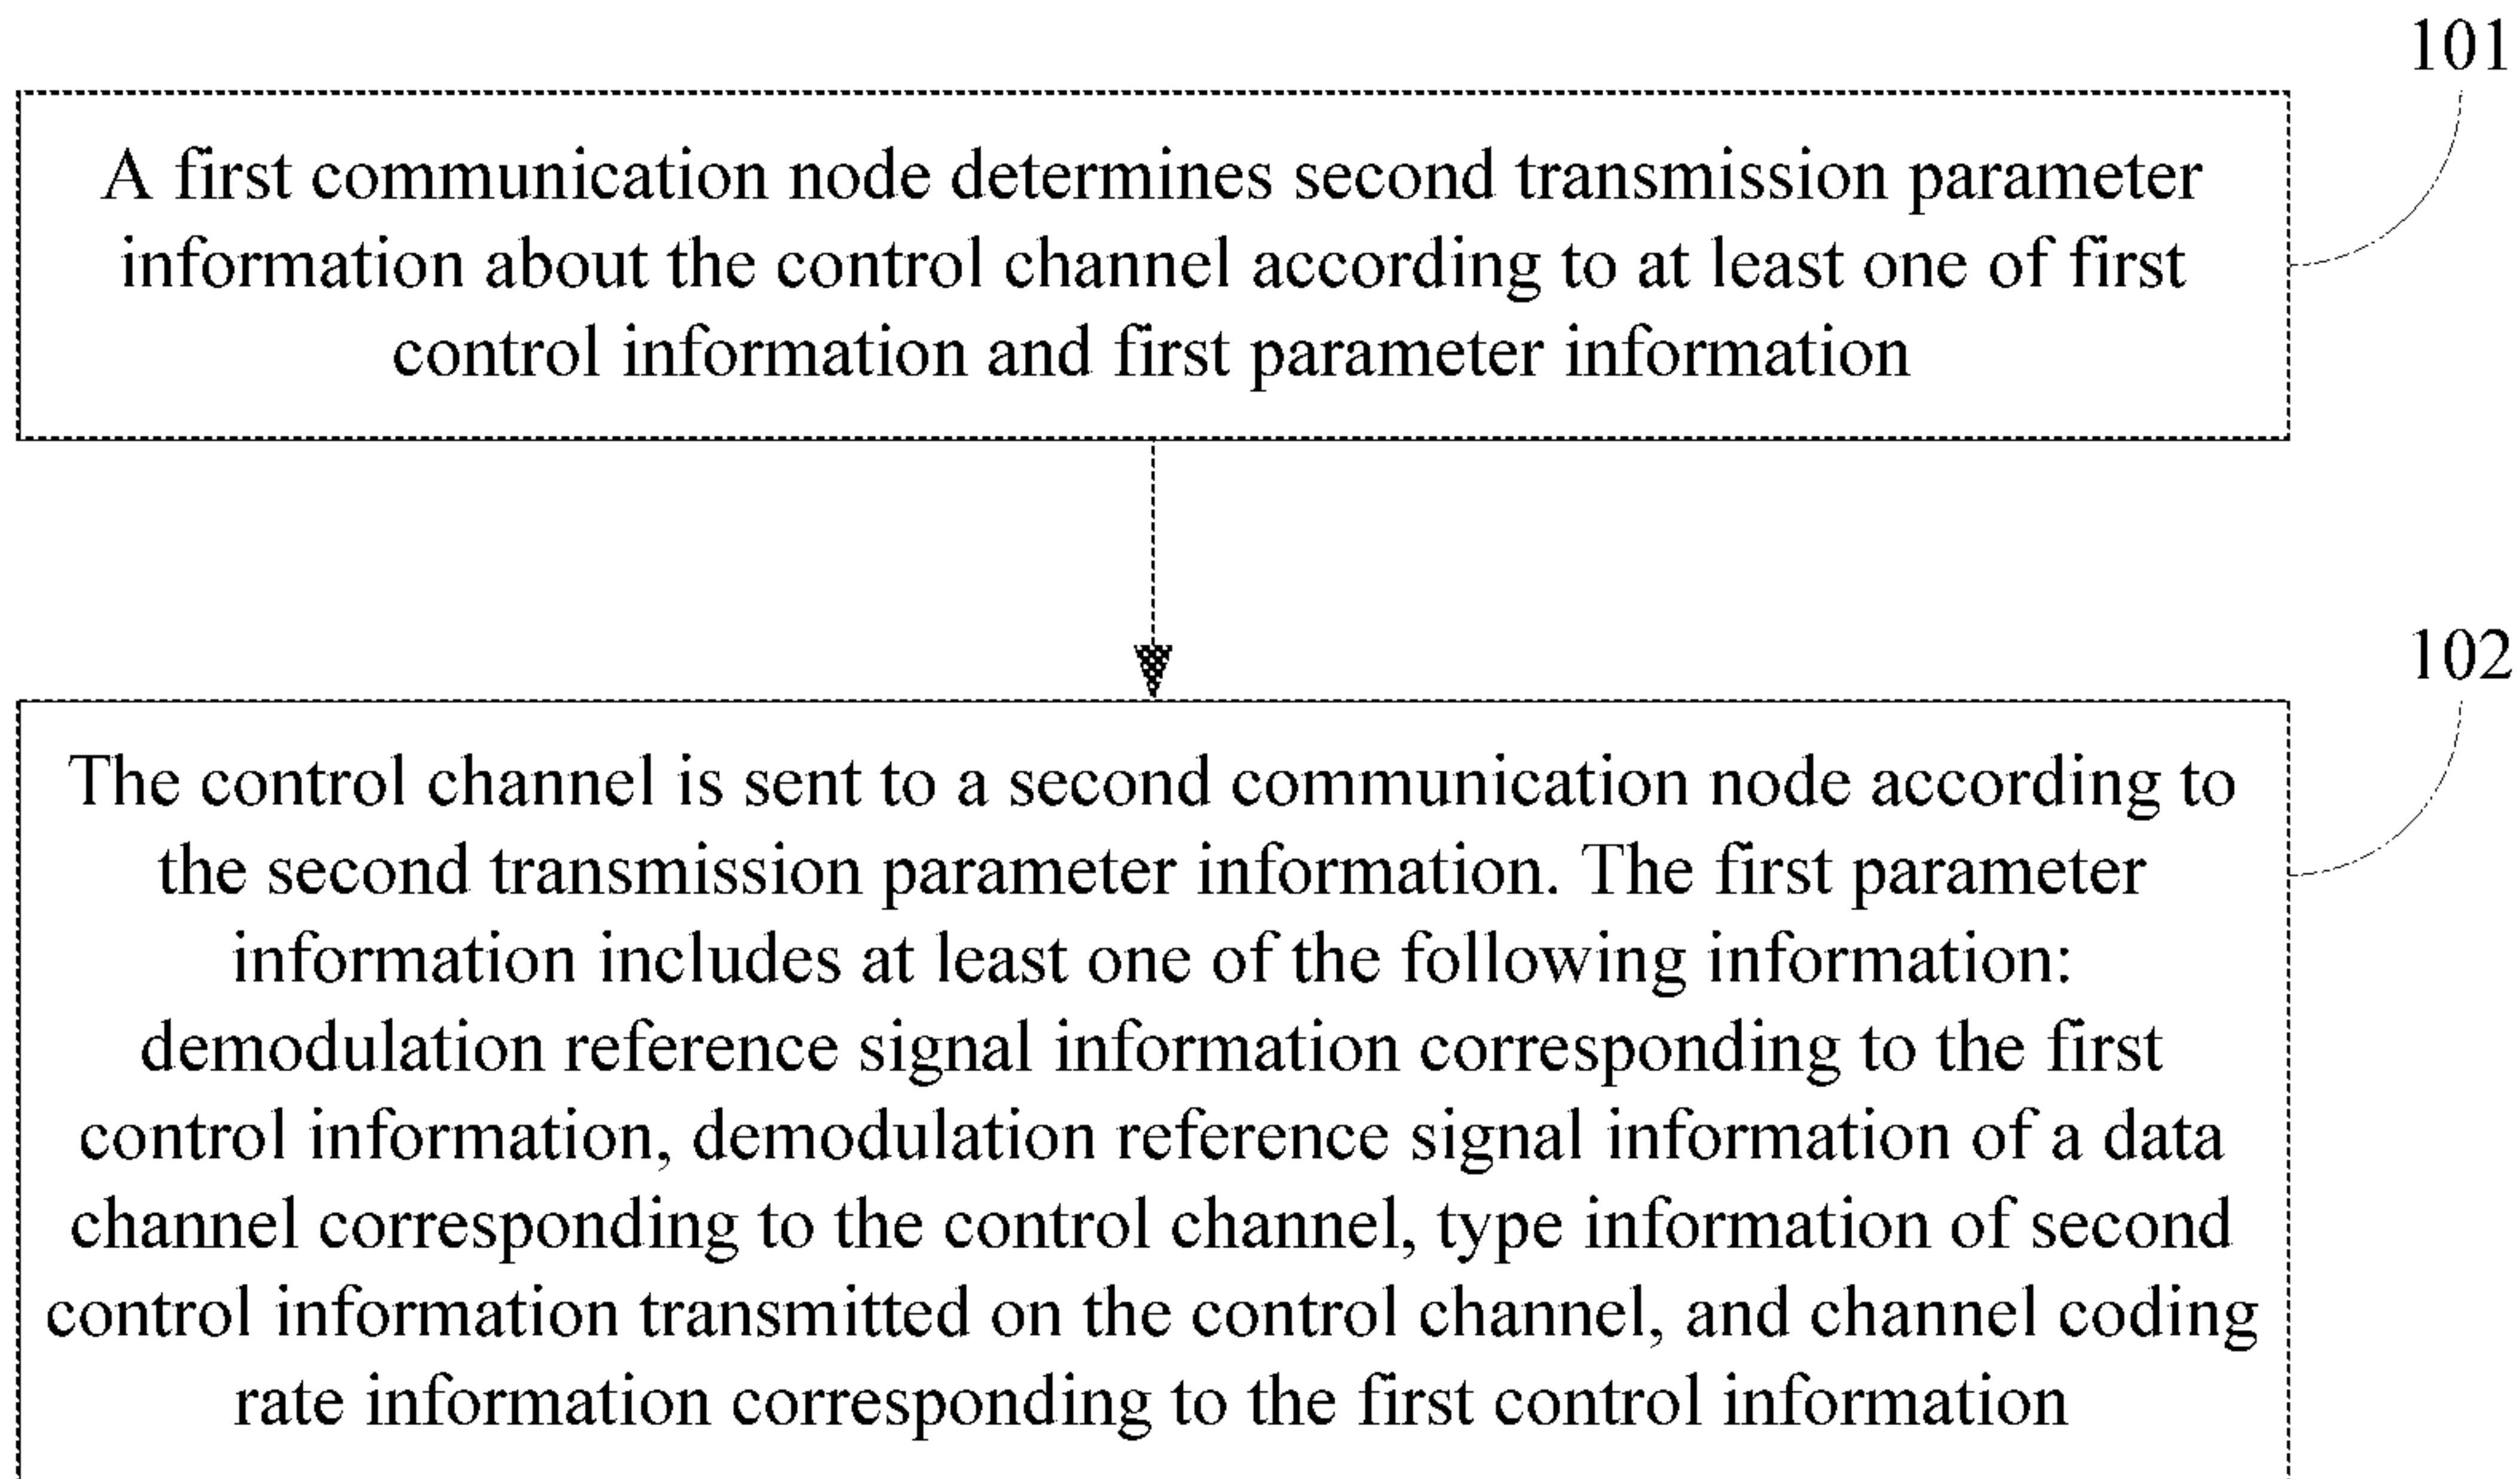 101
A first communication node determines second transmission parameter
information about the control channel according to at least one of first
control information and first parameter information
102
The control channel is sent to a second communication node according to
the second transmission parameter information. The first parameter
information includes at least one of the following information:
demodulation reference signal information corresponding to the first
control information, demodulation reference signal information of a data
channel corresponding to the control channel, type information of second
control information transmitted on the control channel, and channel coding
rate information corresponding to the first control information